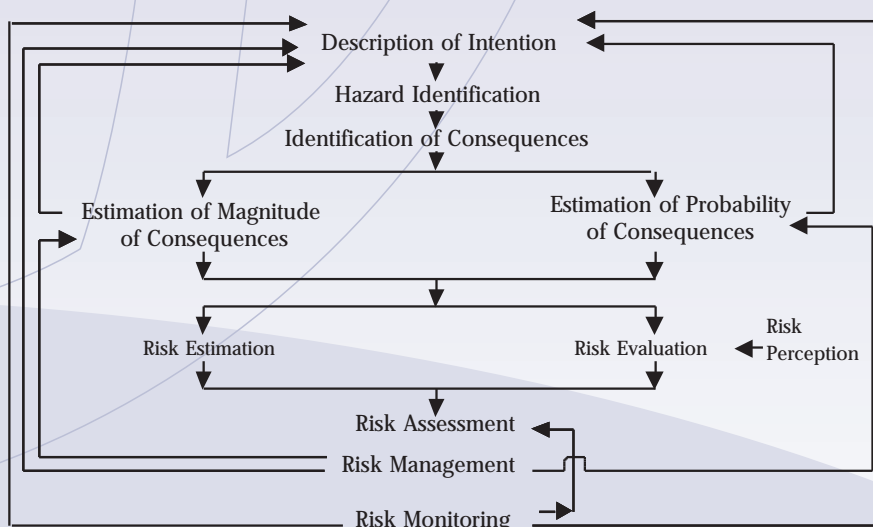 Description of Intention
Hazard Identification
Identification of Consequences
Estimation of Magnitude
of Consequences
Estimation of Probability
of Consequences
Risk Estimation
Risk Evaluation
Risk
Perception
Risk Assessment
Risk Management
Risk Monitoring